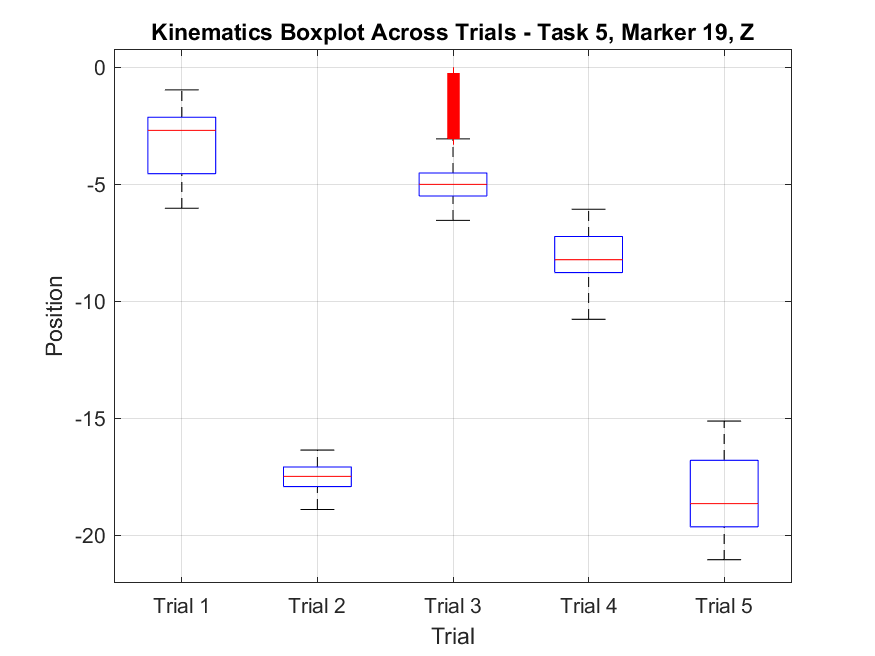 Kinematics Boxplot Across Trials - Task 5, Marker 19, Z
0
-5
-10
-15
-20
Position
Trial 1 Trial 2 Trial 3 Trial 4 Trial 5
Trial